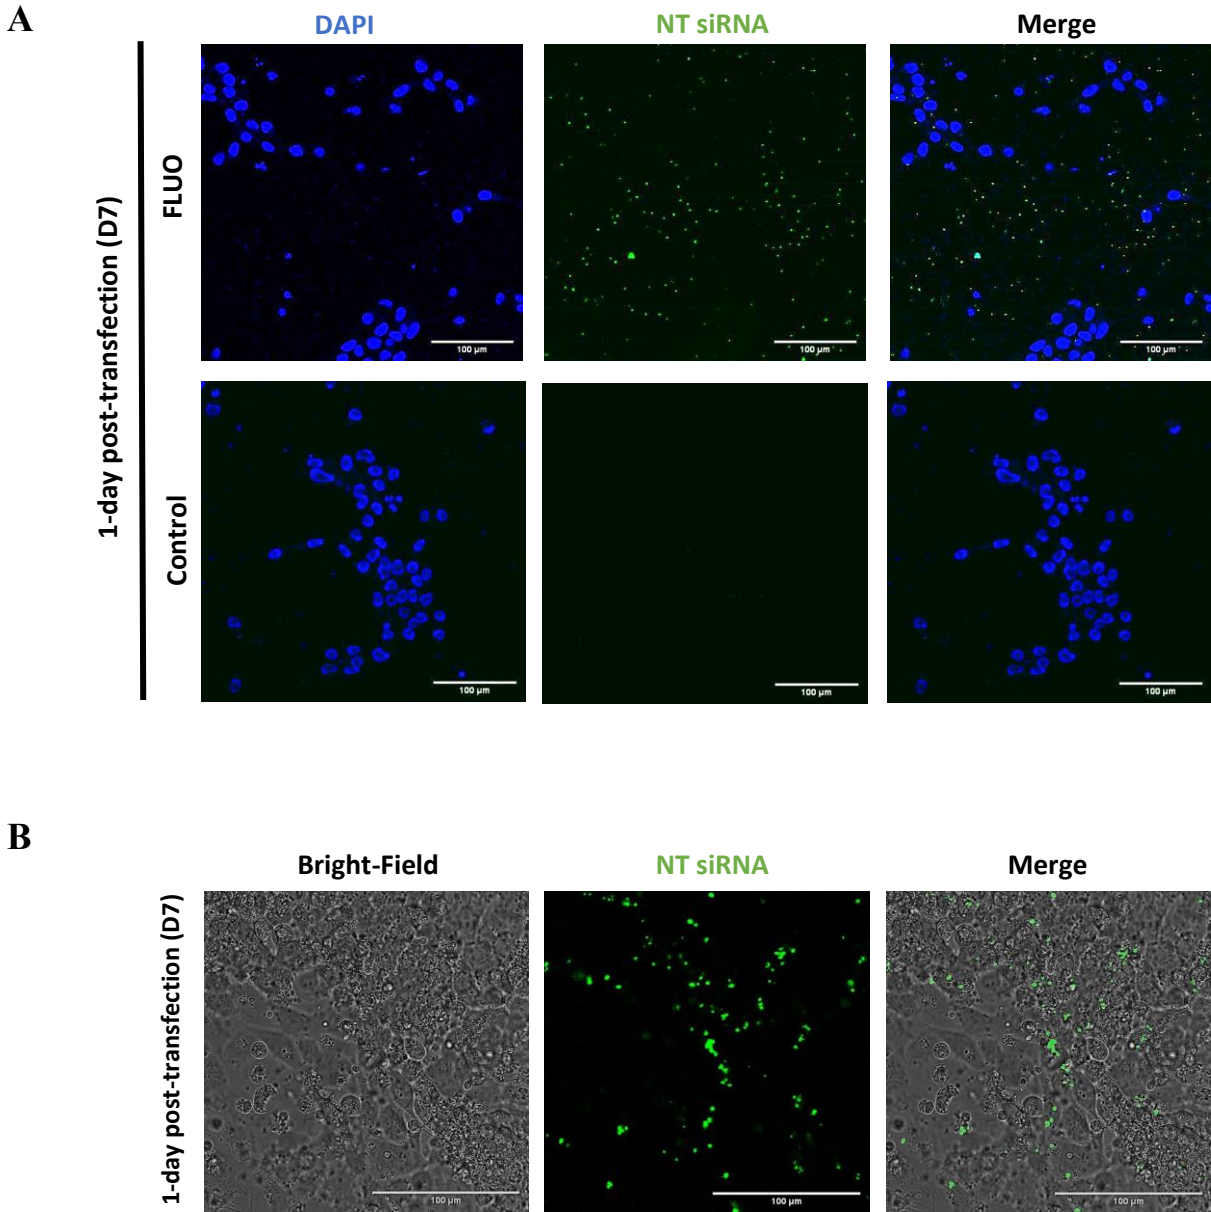 A
DAPI
NT siRNA
Merge
1-day post-transfection (D7)
FLUO
100 µm
100 µm
100 µm
Control
100 µm
100 µm
100 µm
B
Bright-Field
NT siRNA
Merge
1-day post-transfection (D7)
100 µm
100 µm
100 µm